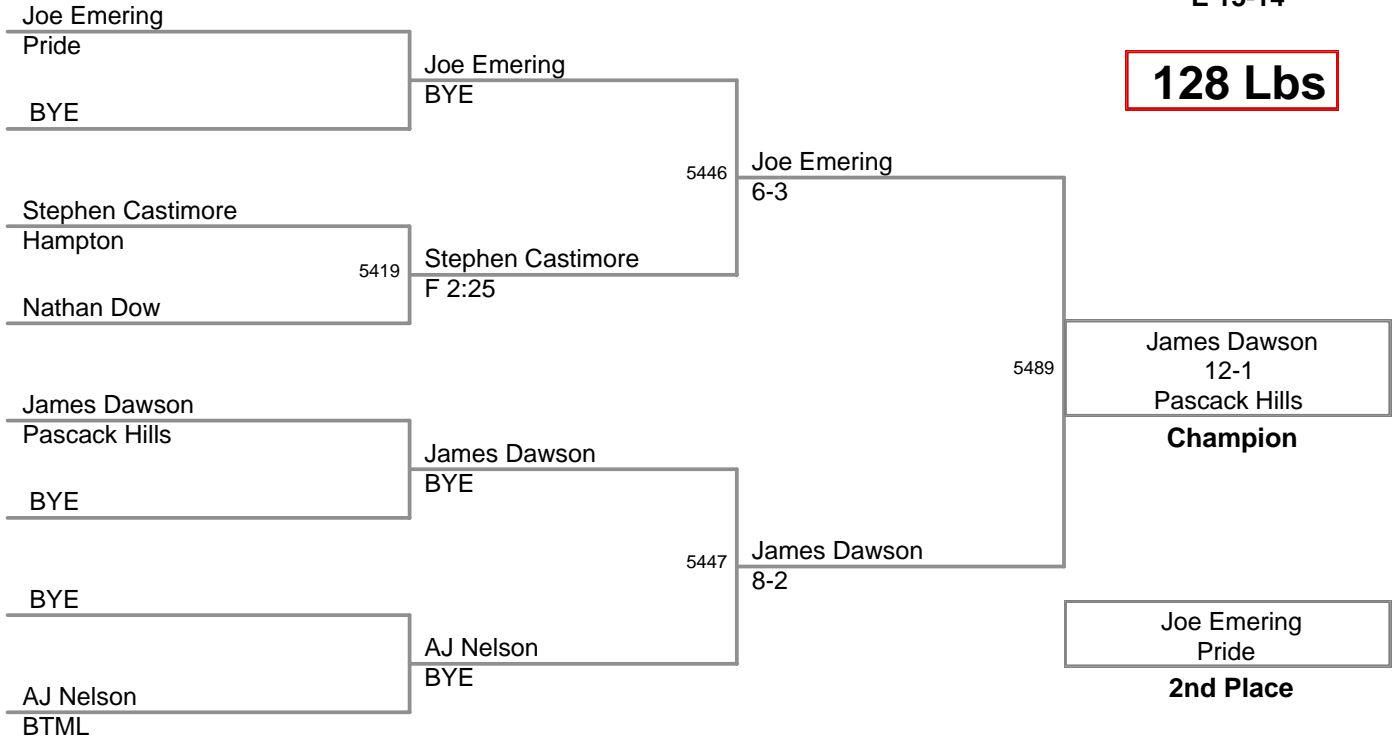 Joe Emering
Pride
BYE
Stephen Castimore
Hampton
Nathan Dow
James Dawson
Pascack Hills
BYE
BYE
AJ Nelson
BTML
Joe Emering
BYE
5419
Stephen Castimore
F 2:25
James Dawson
BYE
AJ Nelson
BYE
5446
Joe Emering
6-3
5447
James Dawson
8-2
128 Lbs
5489
James Dawson
12-1
Pascack Hills
Champion
Joe Emering
Pride
2nd Place